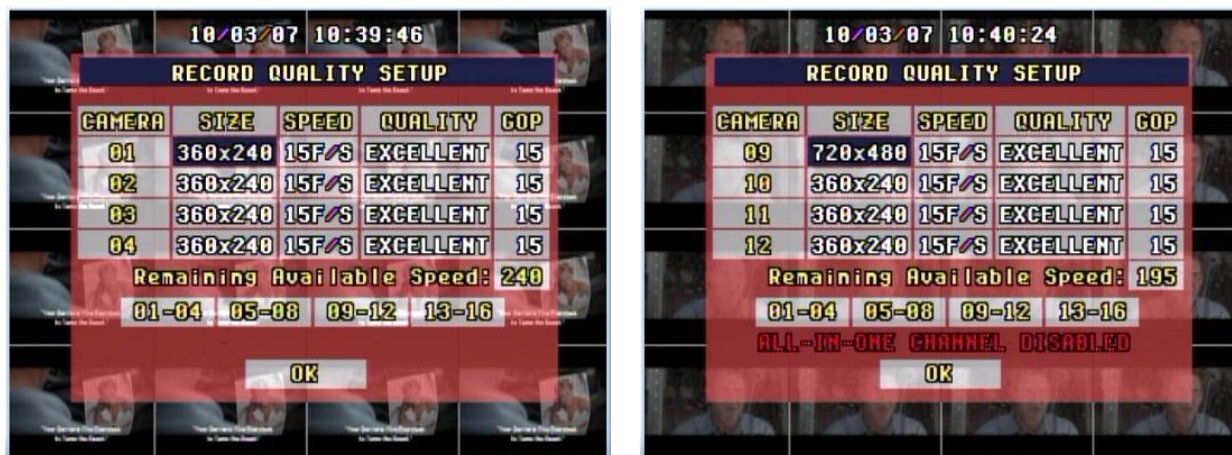 10/03/07 10:39:46
RECORD QUALITY SETUP
CAMERA SIZE SPEED QUALITY GOP
01 360x240 15F/S EXCELLENT 15
02 360x240 15F/S EXCELLENT 15
03 360x240 15F/S EXCELLENT 15
04 360x240 15F/S EXCELLENT 15
Remaining Available Speed: 240
01-04 05-08 09-12 13-16
OK
10/03/07 10:40:24
RECORD QUALITY SETUP
CAMERA SIZE SPEED QUALITY GOP
09 720x480 15F/S EXCELLENT 15
10 360x240 15F/S EXCELLENT 15
11 360x240 15F/S EXCELLENT 15
12 360x240 15F/S EXCELLENT 15
Remaining Available Speed: 195
01-04 05-08 09-12 13-16
ALL-IN-ONE CHANNEL DISABLED
OK